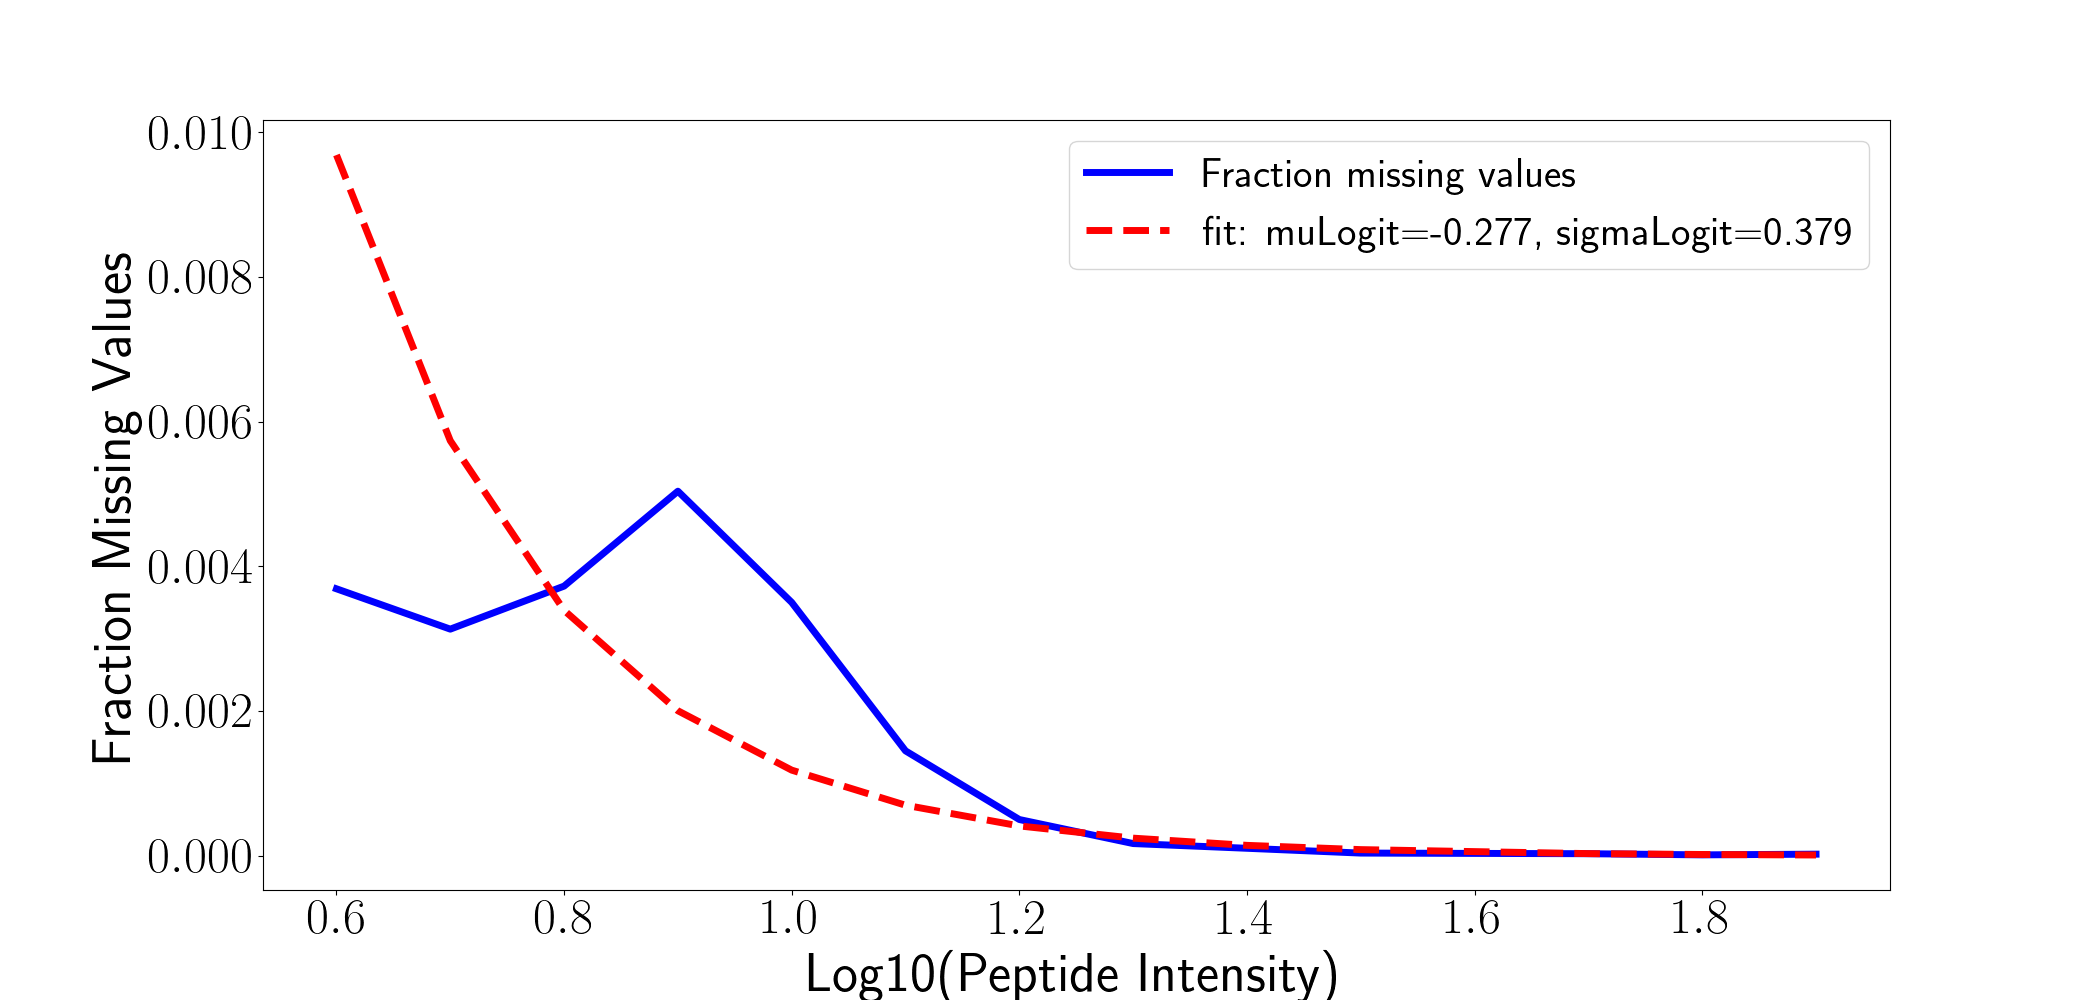 Fraction Missing Values
0.010
0.008
0.006
0.004
0.002
0.000
0.6 0.8 1.0 1.2 1.4 1.6 1.8
Log10(Peptide Intensity)
Fraction missing values
fit: muLogit=-0.277, sigmaLogit=0.379